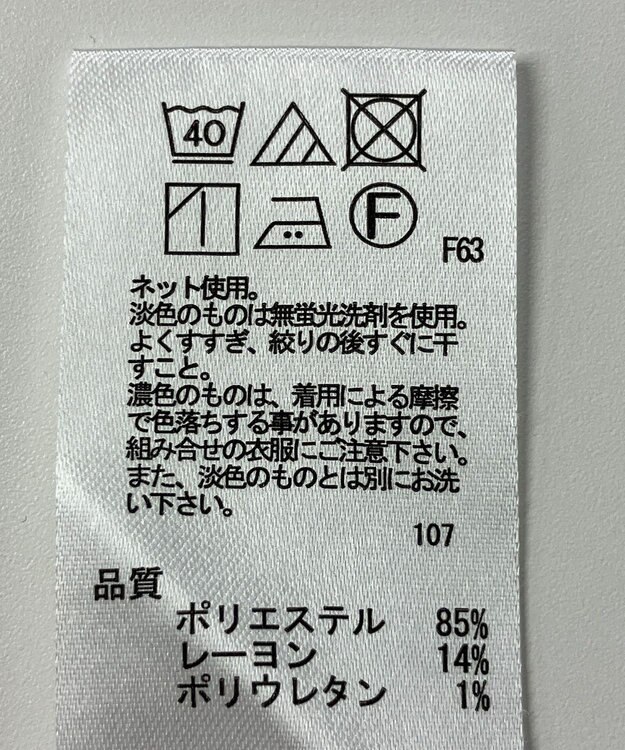 40
F
F63
ネット使用。
淡色のものは無蛍光洗剤を使用。
よくすすぎ、絞りの後すぐに干
すこと。
濃色のものは、着用による摩擦
で色落ちする事がありますので、
組み合せの衣服にご注意下さい。
また、淡色のものとは別にお洗
い下さい。
107
品質
ポリエステル 85%
レーヨン 14%
ポリウレタン 1%